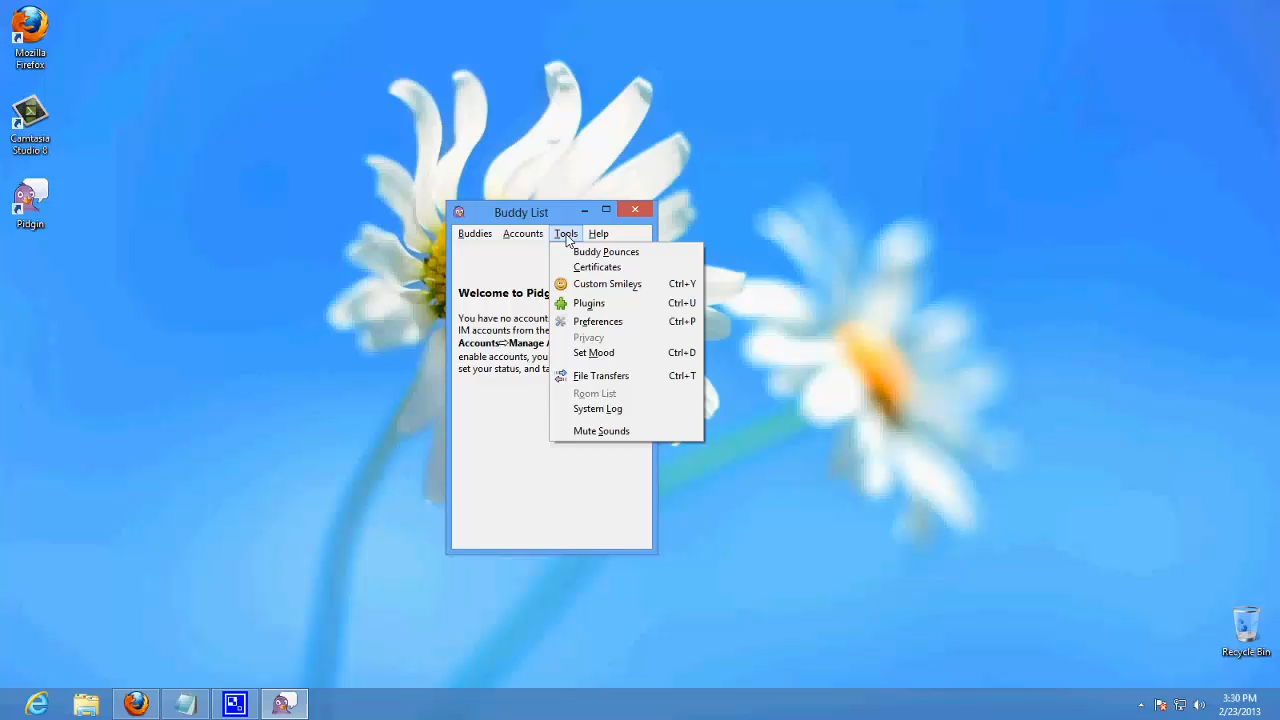 Mozilla
Firefox
Camtasia
Studio 8
Pidgin
Buddy List
Buddies Accounts Tools Help
Welcome to Pidg
You have no account
IM accounts from the
Accounts⇨Manage A
enable accounts, you
set your status, and ta
Buddy Pounces
Certificates
Custom Smileys Ctrl+Y
Plugins Ctrl+U
Preferences Ctrl+P
Privacy
Set Mood Ctrl+D
File Transfers Ctrl+T
Room List
System Log
Mute Sounds
Recycle Bin
3:30 PM
2/23/2013